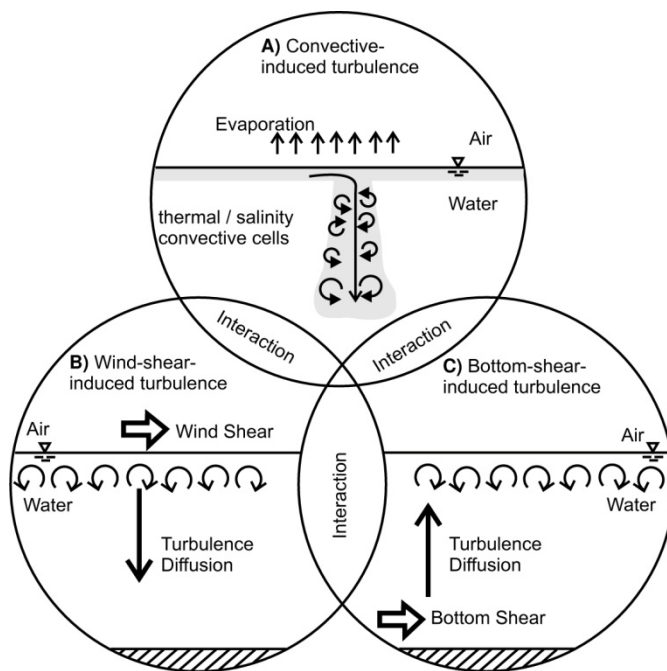 A) Convective-
induced turbulence
Evaporation
Air
Water
thermal / salinity
convective cells
Interaction
Interaction
B) Wind-shear-
induced turbulence
Air
Wind Shear
Water
Turbulence
Diffusion
Interaction
C) Bottom-shear-
induced turbulence
Air
Water
Turbulence
Diffusion
Bottom Shear